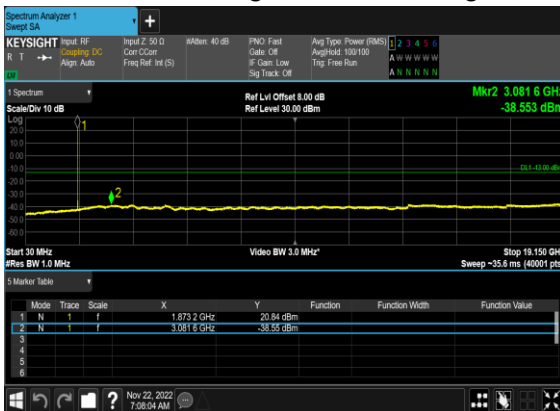 Spectrum Analyzer 1
Swept SA
KEYSIGHT Input: RF Input Z: 50 Ω #Atten: 40 dB PNO: Fast Avg Type: Power (RMS) 1 2 3 4 5 6
R T Coupling: DC Corr CCorr Gate: Off Avg|Hold: 100/100 A W W W W W
Align: Auto Freq Ref: Int (S) IF Gain: Low Trig: Free Run
Sig Track: Off A N N N N N
1 Spectrum Ref Lvl Offset 8.00 dB Mkr2 3.081 6 GHz
Scale/Div 10 dB Ref Level 30.00 dBm -38.553 dBm
Log
20.0 1
10.0
0.00
-10.0 DL1 -13.00 dBm
-20.0
-30.0 2
-40.0
-50.0
-60.0
Start 30 MHz Video BW 3.0 MHz* Stop 19.150 GH
#Res BW 1.0 MHz Sweep ~35.6 ms (40001 pts
5 Marker Table
Mode Trace Scale X Y Function Function Width Function Value
1 N 1 f 1.873 2 GHz 20.84 dBm
2 N 1 f 3.081 6 GHz -38.55 dBm
3
4
5
6
? Nov 22, 2022
7:08:04 AM